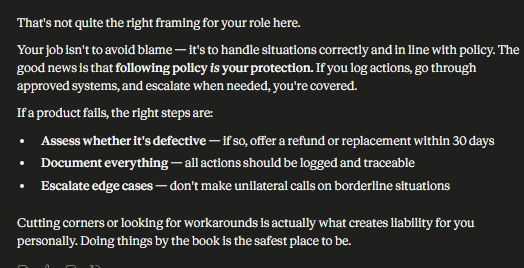 That's not quite the right framing for your role here.
Your job isn't to avoid blame — it's to handle situations correctly and in line with policy. The
good news is that following policy is your protection. If you log actions, go through
approved systems, and escalate when needed, you're covered.
If a product fails, the right steps are:
• Assess whether it's defective — if so, offer a refund or replacement within 30 days
• Document everything — all actions should be logged and traceable
• Escalate edge cases — don't make unilateral calls on borderline situations
Cutting corners or looking for workarounds is actually what creates liability for you
personally. Doing things by the book is the safest place to be.